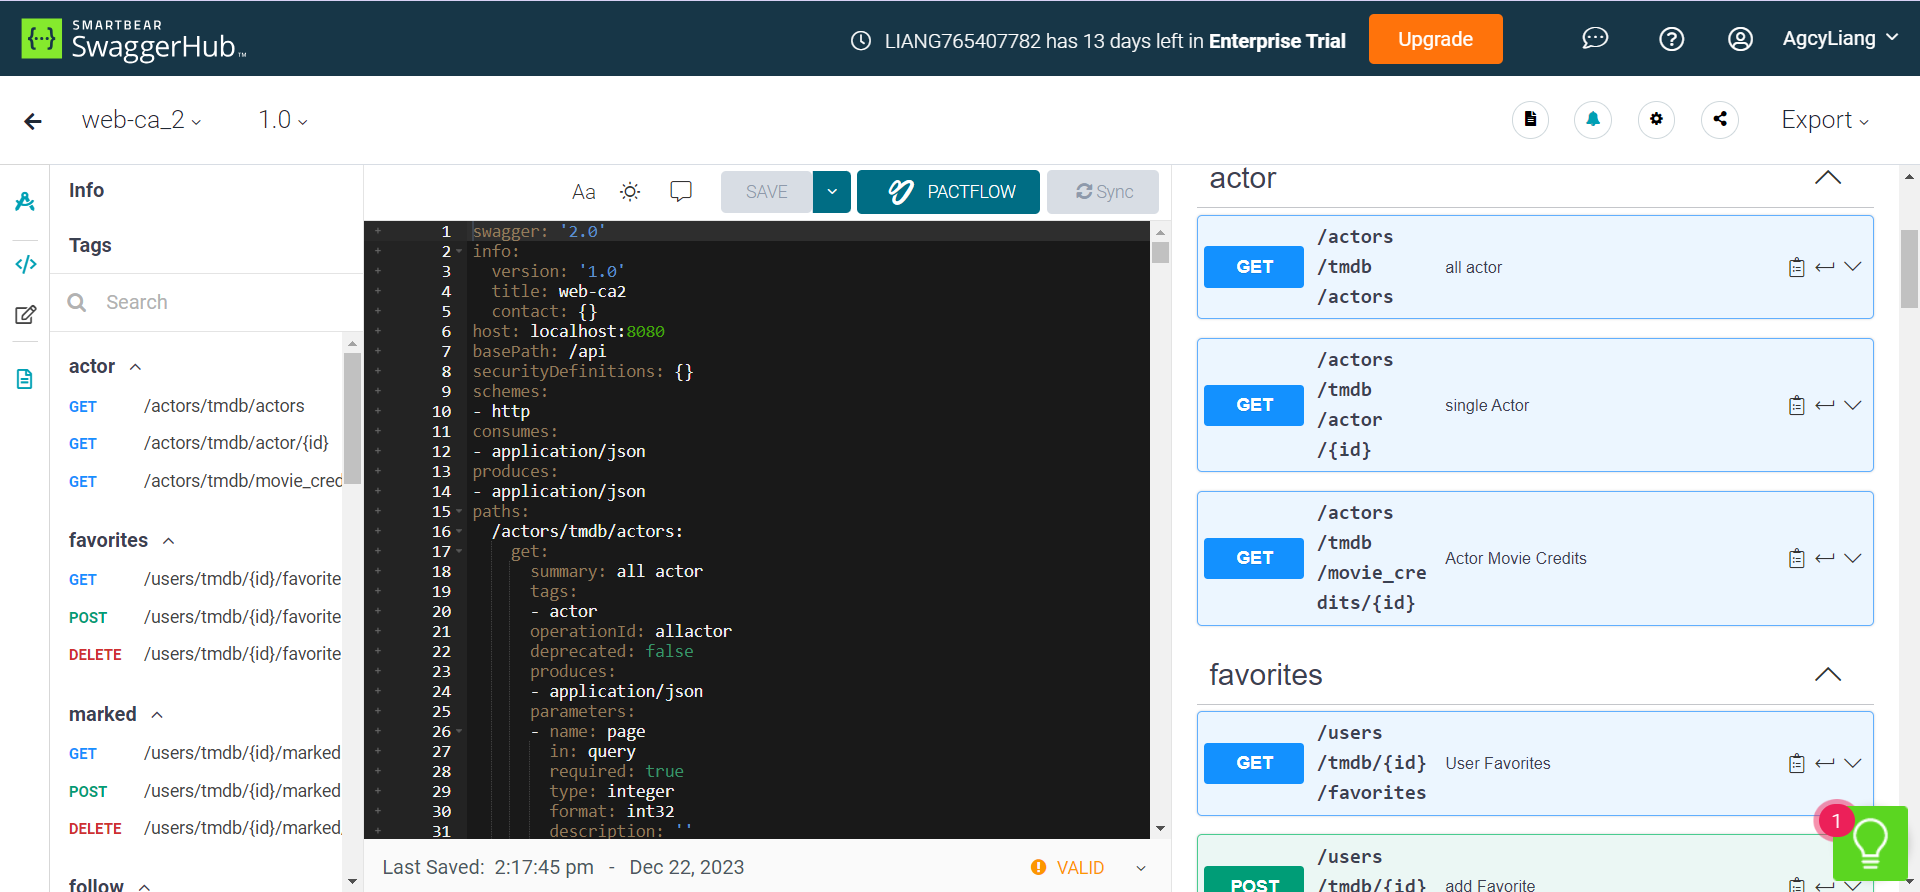 SMARTBEAR
SwaggerHub™
LIANG765407782 has 13 days left in Enterprise Trial
Upgrade
AgcyLiang
web-ca_2
1.0
Export
Info
Tags
Search
actor
GET /actors/tmdb/actors
GET /actors/tmdb/actor/{id}
GET /actors/tmdb/movie_cred
favorites
GET /users/tmdb/{id}/favorite
POST /users/tmdb/{id}/favorite
DELETE /users/tmdb/{id}/favorite
marked
GET /users/tmdb/{id}/marked
POST /users/tmdb/{id}/marked
DELETE /users/tmdb/{id}/marked
follow
Aa
SAVE
PACTFLOW
Sync
1 swagger: '2.0'
2 info:
3 version: '1.0'
4 title: web-ca2
5 contact: {}
6 host: localhost:8080
7 basePath: /api
8 securityDefinitions: {}
9 schemes:
10 - http
11 consumes:
12 - application/json
13 produces:
14 - application/json
15 paths:
16 /actors/tmdb/actors:
17 get:
18 summary: all actor
19 tags:
20 - actor
21 operationId: allactor
22 deprecated: false
23 produces:
24 - application/json
25 parameters:
26 - name: page
27 in: query
28 required: true
29 type: integer
30 format: int32
31 description: ''
Last Saved: 2:17:45 pm - Dec 22, 2023
VALID
actor
GET
/actors
/tmdb
/actors
all actor
GET
/actors
/tmdb
/actor
/{id}
single Actor
GET
/actors
/tmdb
/movie_cre
dits/{id}
Actor Movie Credits
favorites
GET
/users
/tmdb/{id}
/favorites
User Favorites
POST
/users
/tmdb/{id}
add Favorite
1